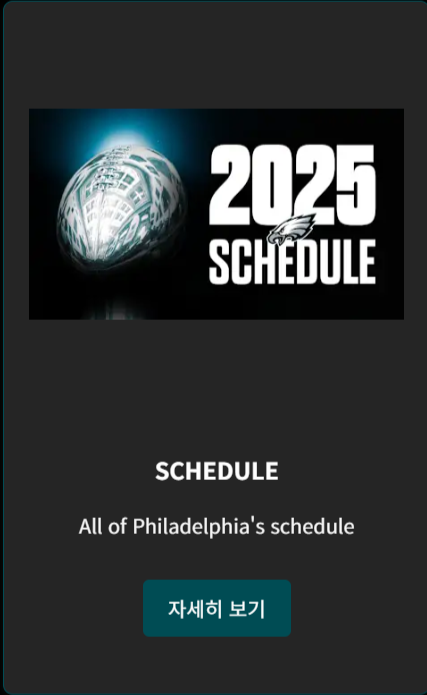 2025
SCHEDULE
SCHEDULE
All of Philadelphia's schedule
자세히 보기